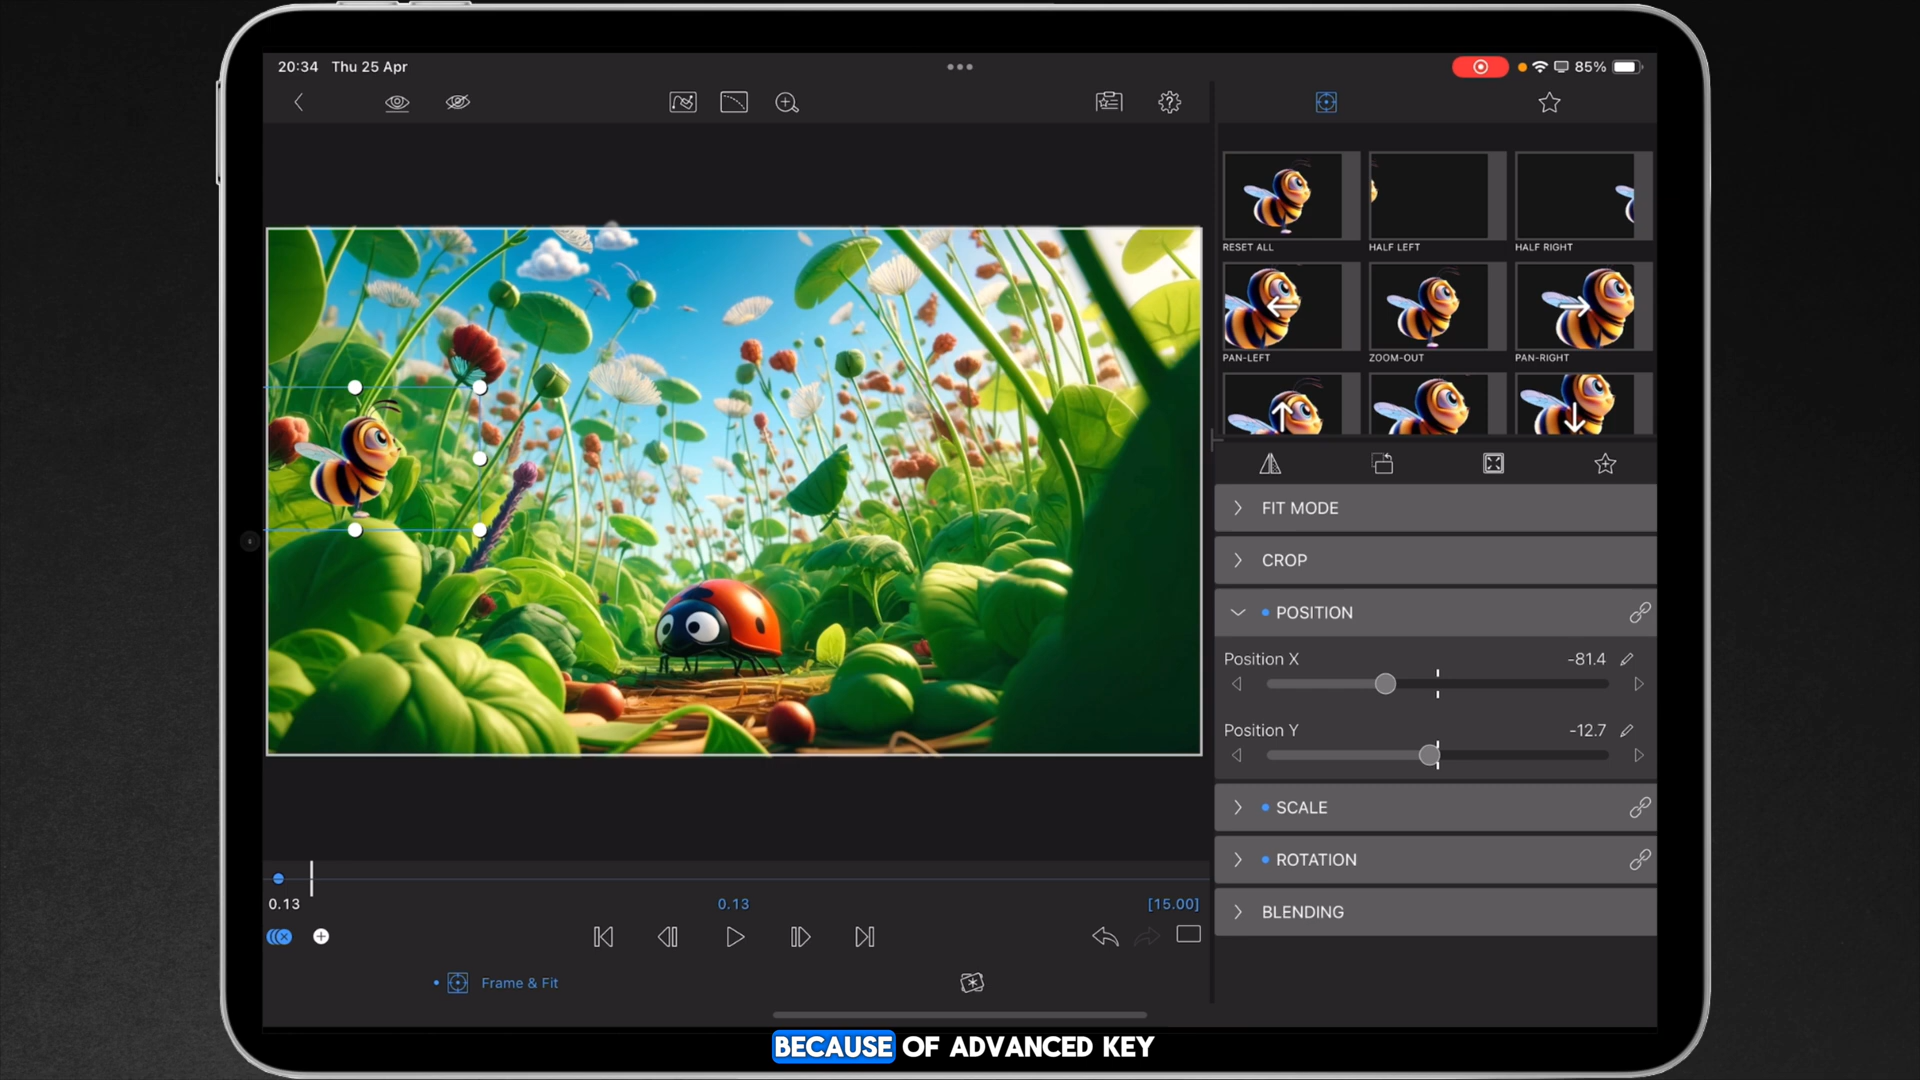 20:34 Thu 25 Apr
85%
RESET ALL
HALF LEFT
HALF RIGHT
PAN-LEFT
ZOOM-OUT
PAN-RIGHT
FIT MODE
CROP
POSITION
Position X
-81.4
Position Y
-12.7
SCALE
ROTATION
BLENDING
0.13
0.13
[15.00]
Frame & Fit
BECAUSE OF ADVANCED KEY